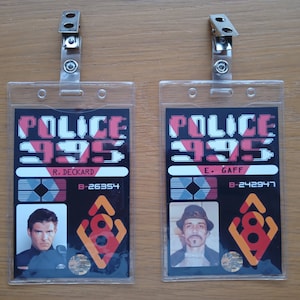 POLICE
995
R. DECKARD
B-26354
POLICE
995
E. GAFF
B-242947